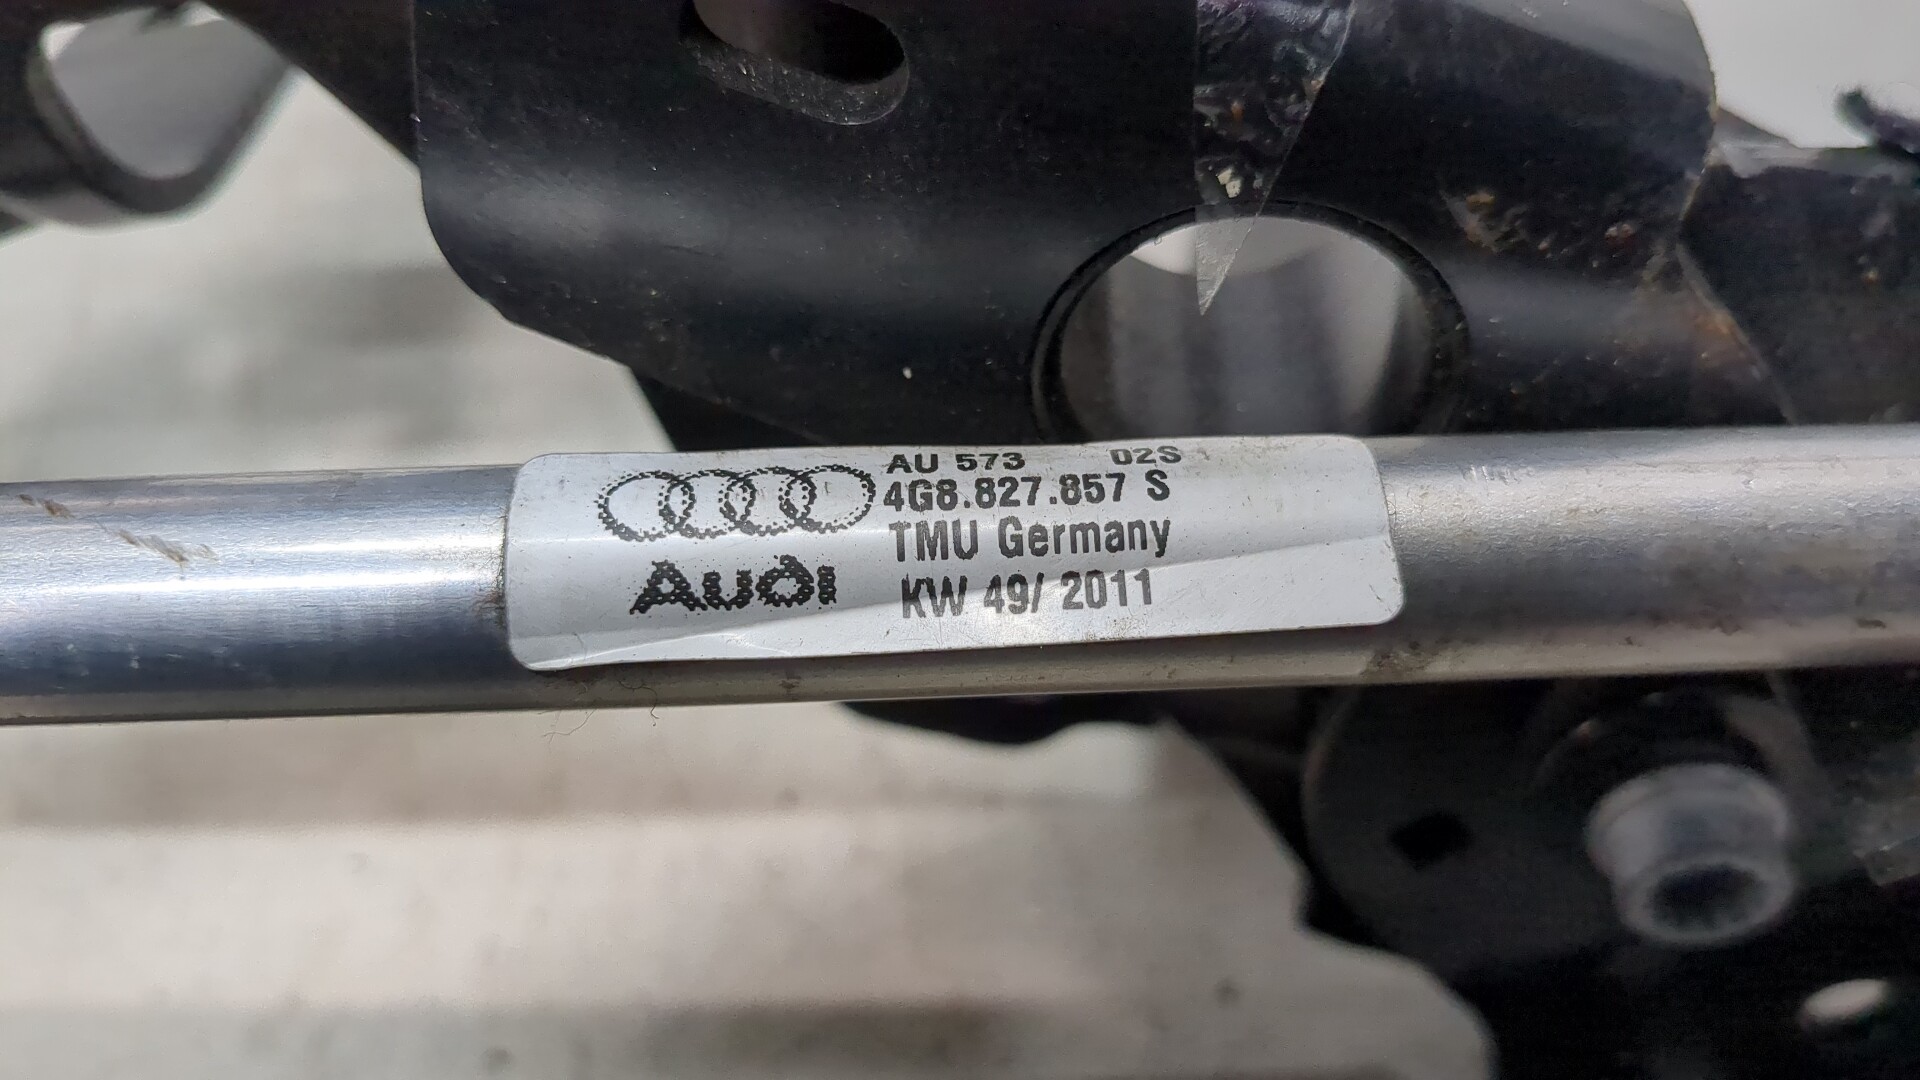 AU 573 02S
4G8.827.857 S
TMU Germany
KW 49/ 2011
Audi